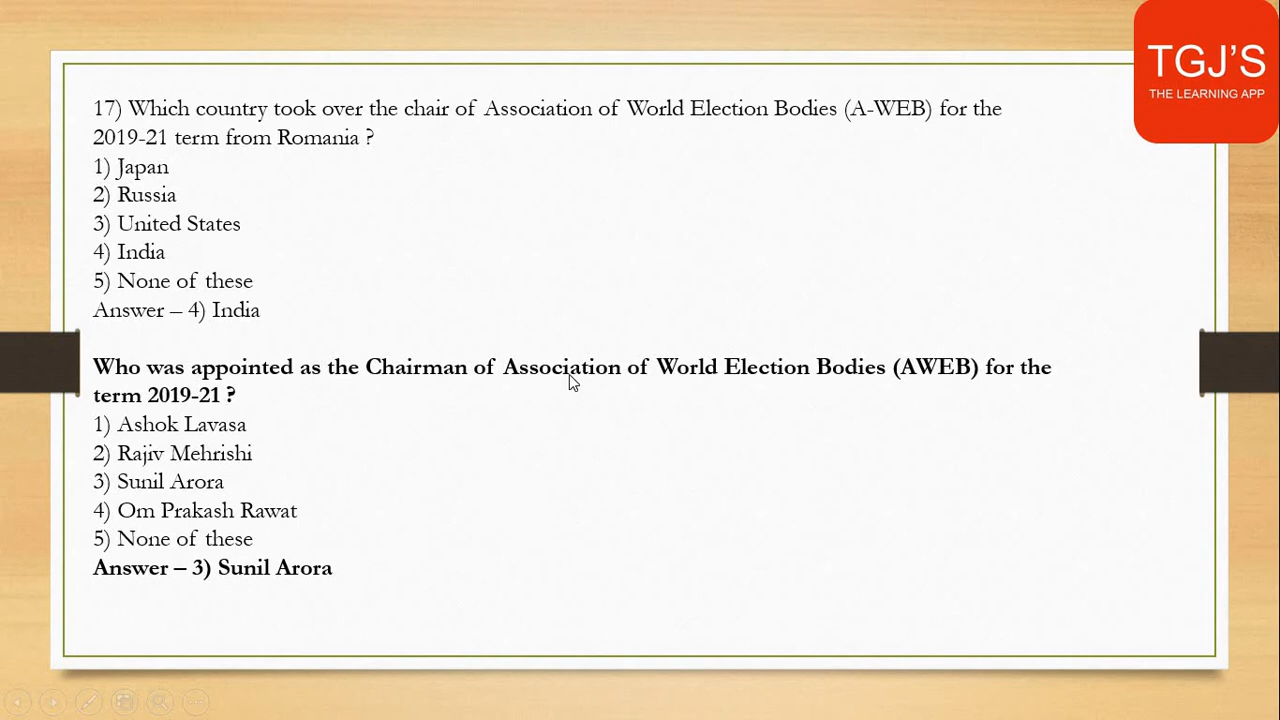 TGJ'S
THE LEARNING APP
17) Which country took over the chair of Association of World Election Bodies (A-WEB) for the
2019-21 term from Romania ?
1) Japan
2) Russia
3) United States
4) India
5) None of these
Answer – 4) India
Who was appointed as the Chairman of Association of World Election Bodies (AWEB) for the
term 2019-21 ?
1) Ashok Lavasa
2) Rajiv Mehrishi
3) Sunil Arora
4) Om Prakash Rawat
5) None of these
Answer – 3) Sunil Arora